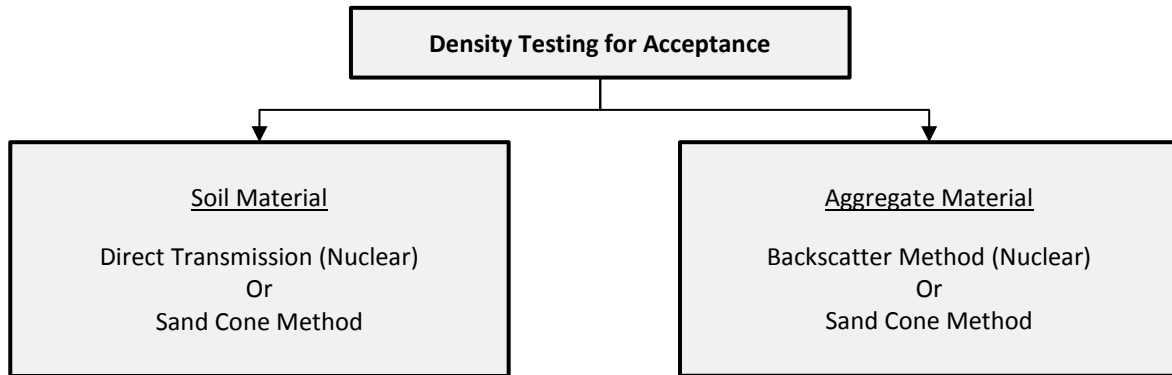 Density Testing for Acceptance
Soil Material
Direct Transmission (Nuclear)
Or
Sand Cone Method
Aggregate Material
Backscatter Method (Nuclear)
Or
Sand Cone Method